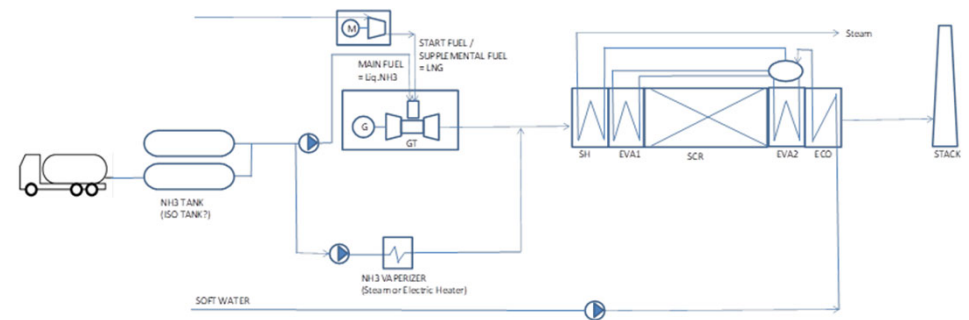 M
START FUEL /
SUPPLEMENTAL FUEL
= LNG
Steam
MAIN FUEL
= Liq.NH3
G
GT
SH
EVA1
SCR
EVA2
ECO
STACK
NH3 TANK
(ISO TANK?)
NH3 VAPERIZER
(Steam or Electric Heater)
SOFT WATER